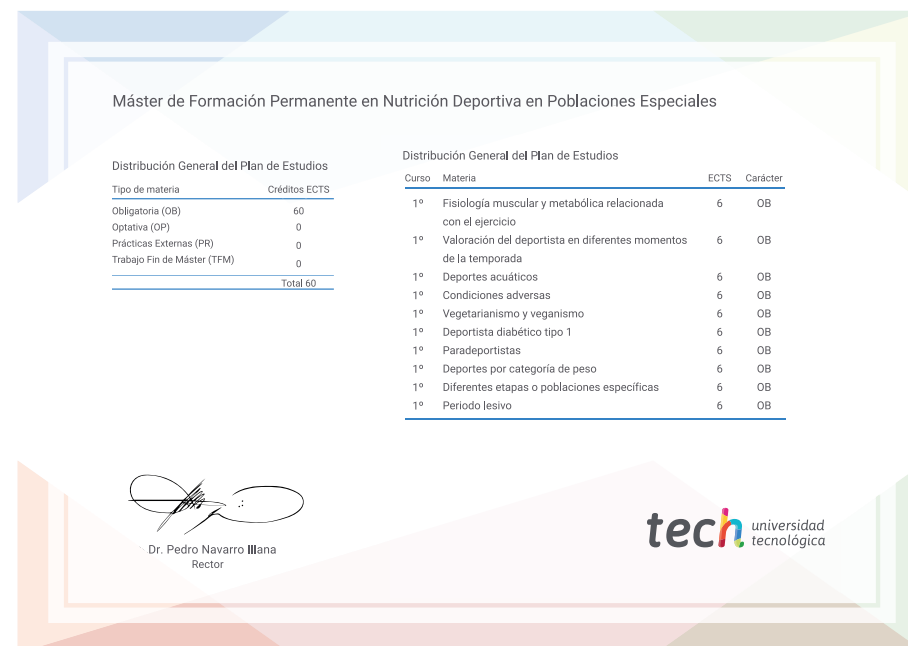 Máster de Formación Permanente en Nutrición Deportiva en Poblaciones Especiales
Distribución General del Plan de Estudios
Tipo de materia Créditos ECTS
Obligatoria (OB) 60
Optativa (OP) 0
Prácticas Externas (PR) 0
Trabajo Fin de Máster (TFM) 0
Total 60
Distribución General del Plan de Estudios
Curso Materia ECTS Carácter
1º Fisiología muscular y metabólica relacionada 6 OB
con el ejercicio
1º Valoración del deportista en diferentes momentos 6 OB
de la temporada
1º Deportes acuáticos 6 OB
1º Condiciones adversas 6 OB
1º Vegetarianismo y veganismo 6 OB
1º Deportista diabético tipo 1 6 OB
1º Paradeportistas 6 OB
1º Deportes por categoría de peso 6 OB
1º Diferentes etapas o poblaciones específicas 6 OB
1º Periodo lesivo 6 OB
Dr. Pedro Navarro Illana
Rector
tech universidad
tecnológica